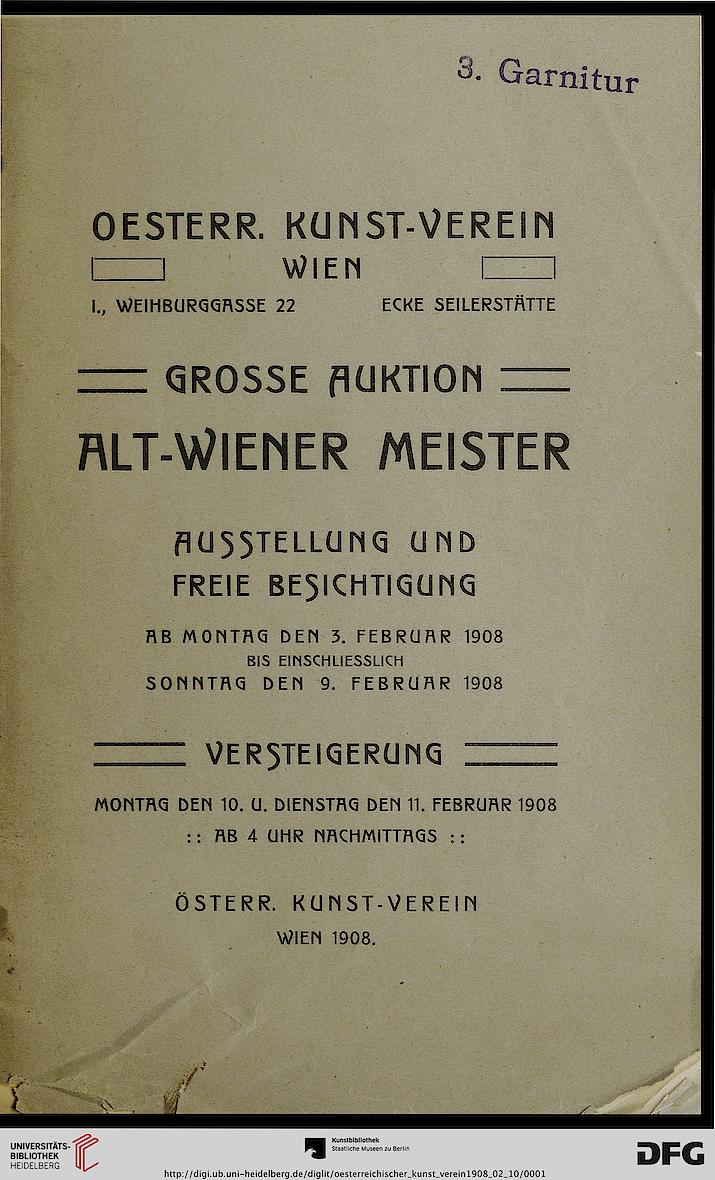 3. Garnitur
OESTERR. KUNST-VEREIN
WIEN
I., WEIHBURGGASSE 22 ECKE SEILERSTÄTTE
GROSSE AUKTION
ALT-WIENER MEISTER
AUSSTELLUNG UND
FREIE BESICHTIGUNG
AB MONTAG DEN 3. FEBRUAR 1908
BIS EINSCHLIESSLICH
SONNTAG DEN 9. FEBRUAR 1908
VERSTEIGERUNG
MONTAG DEN 10. U. DIENSTAG DEN 11. FEBRUAR 1908
:: AB 4 UHR NACHMITTAGS ::
ÖSTERR. KUNST-VEREIN
WIEN 1908.
UNIVERSITÄTS-
BIBLIOTHEK
HEIDELBERG
Kunstbibliothek
Staatliche Museen zu Berlin
DFG
http://digi.ub.uni-heidelberg.de/diglit/oesterreichischer_kunst_verein1908_02_10/0001